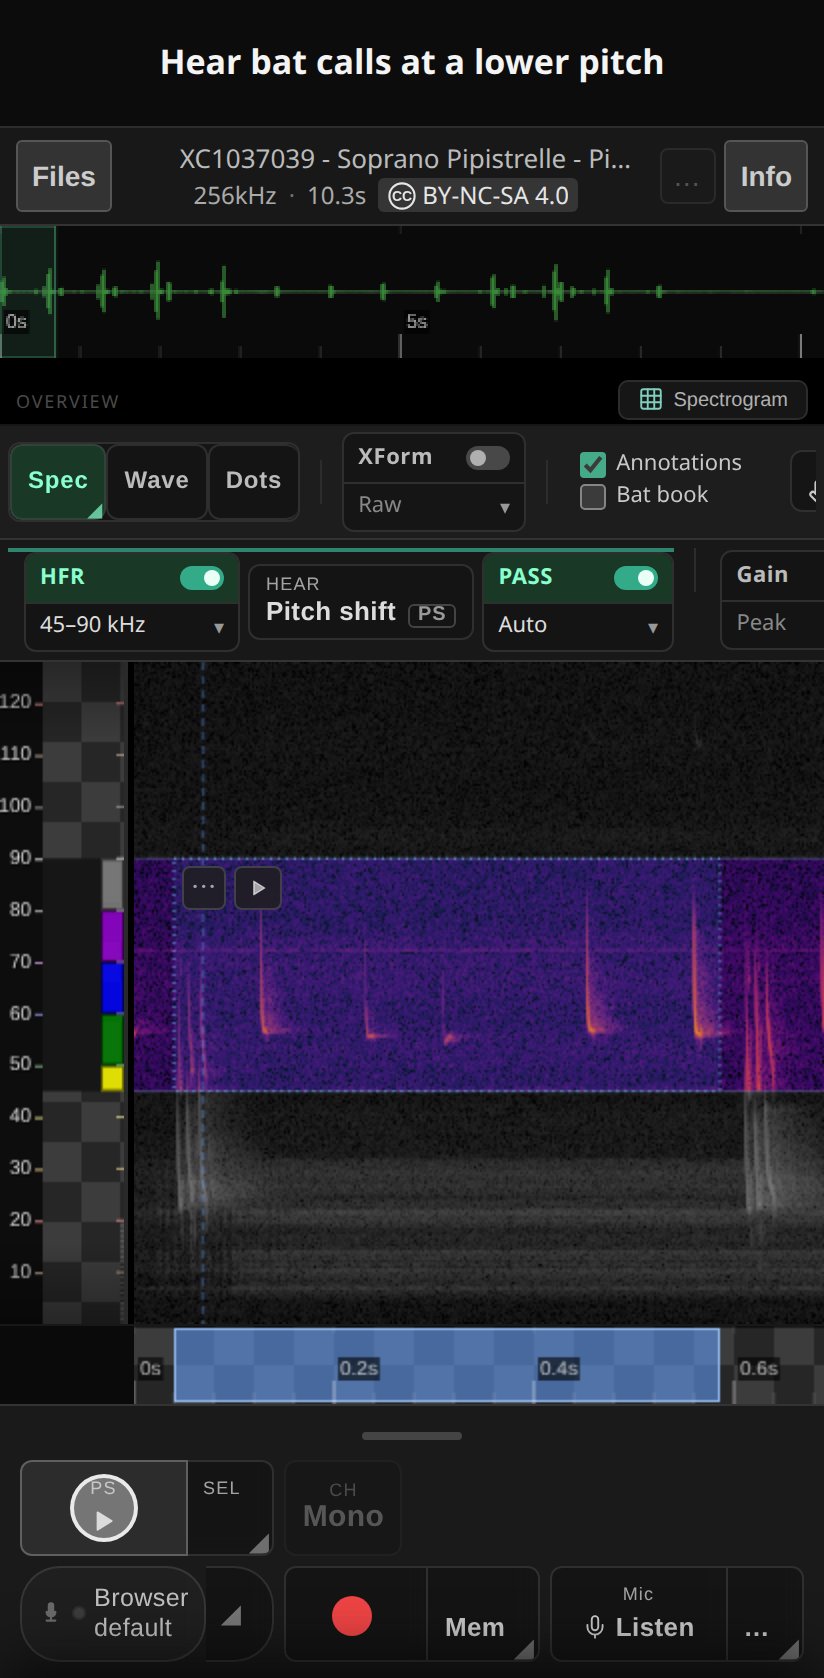 Hear bat calls at a lower pitch
Files
XC1037039 - Soprano Pipistrelle - Pi...
256kHz · 10.3s CC BY-NC-SA 4.0
...
Info
0s
5s
OVERVIEW
Spectrogram
Spec
Wave
Dots
XForm
Raw
Annotations
Bat book
HFR
45–90 kHz
HEAR
Pitch shift PS
PASS
Auto
Gain
Peak
120
110
100
90
80
70
60
50
40
30
20
10
...
0s
0.2s
0.4s
0.6s
PS
SEL
CH
Mono
Browser
default
Mem
Mic
Listen
...